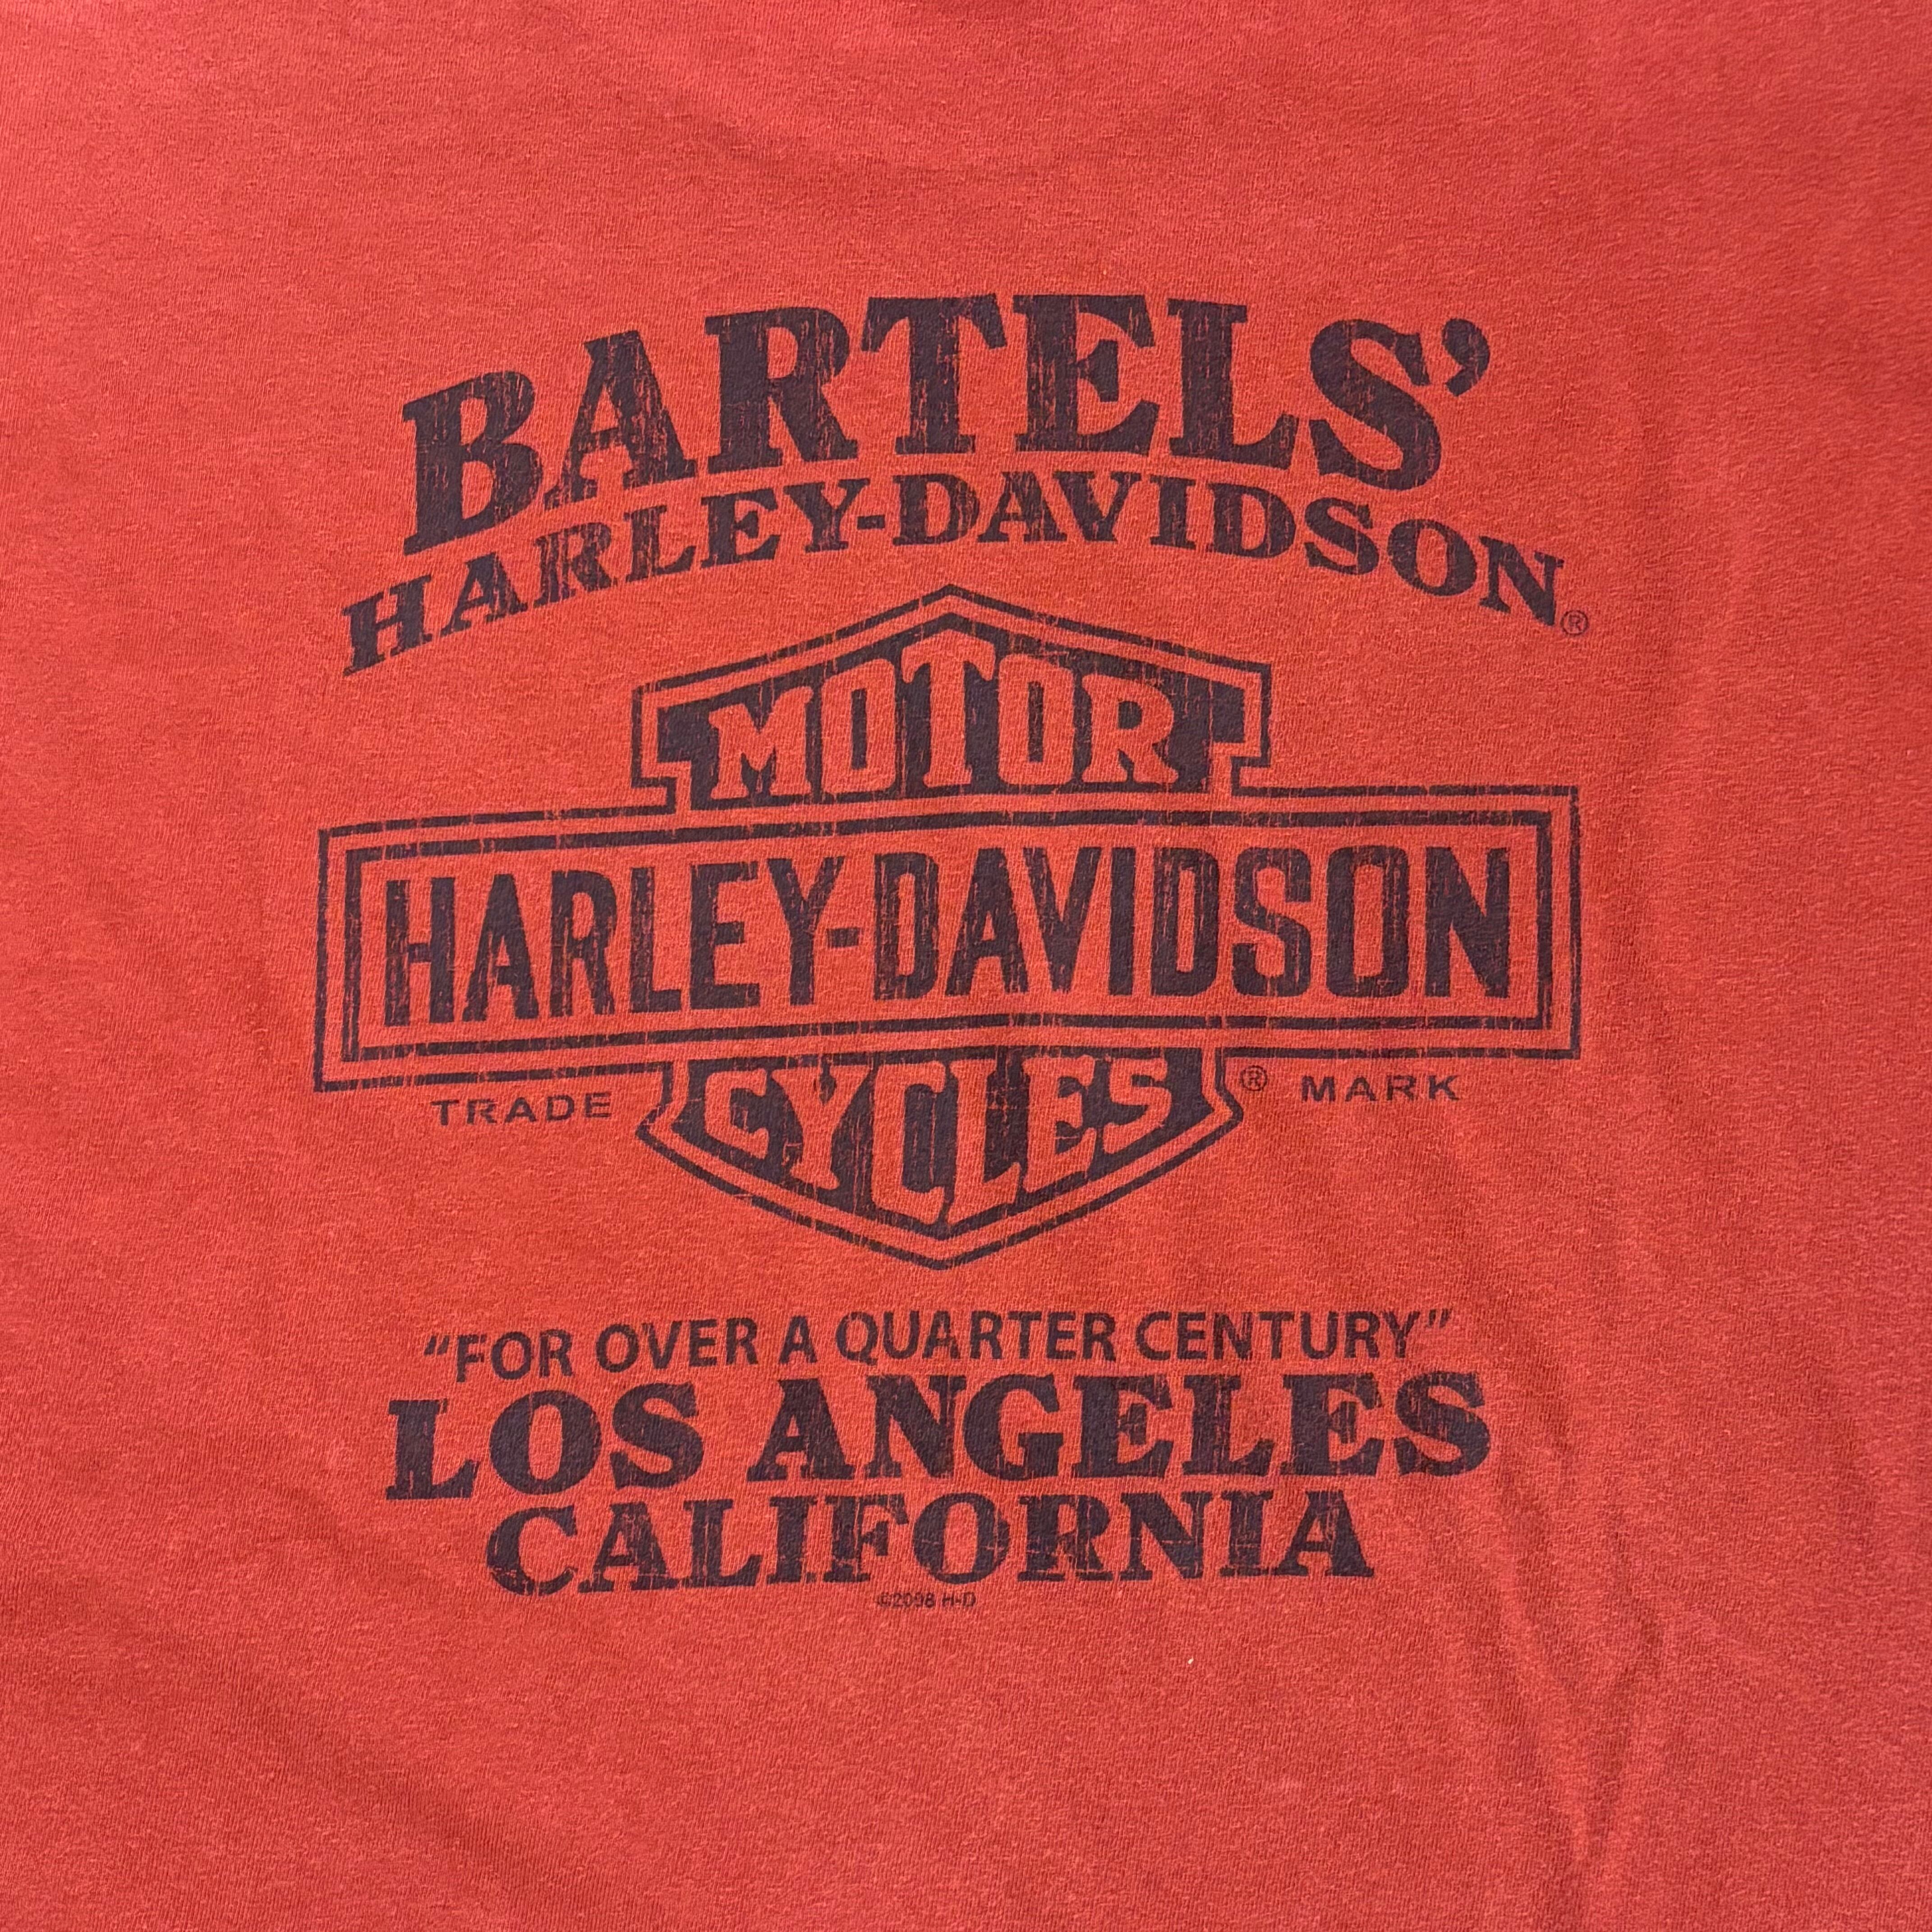 BARTELS'
HARLEY-DAVIDSON®
MOTOR
HARLEY-DAVIDSON
CYCLES
TRADE ® MARK
“FOR OVER A QUARTER CENTURY”
LOS ANGELES
CALIFORNIA
©2008 H-D